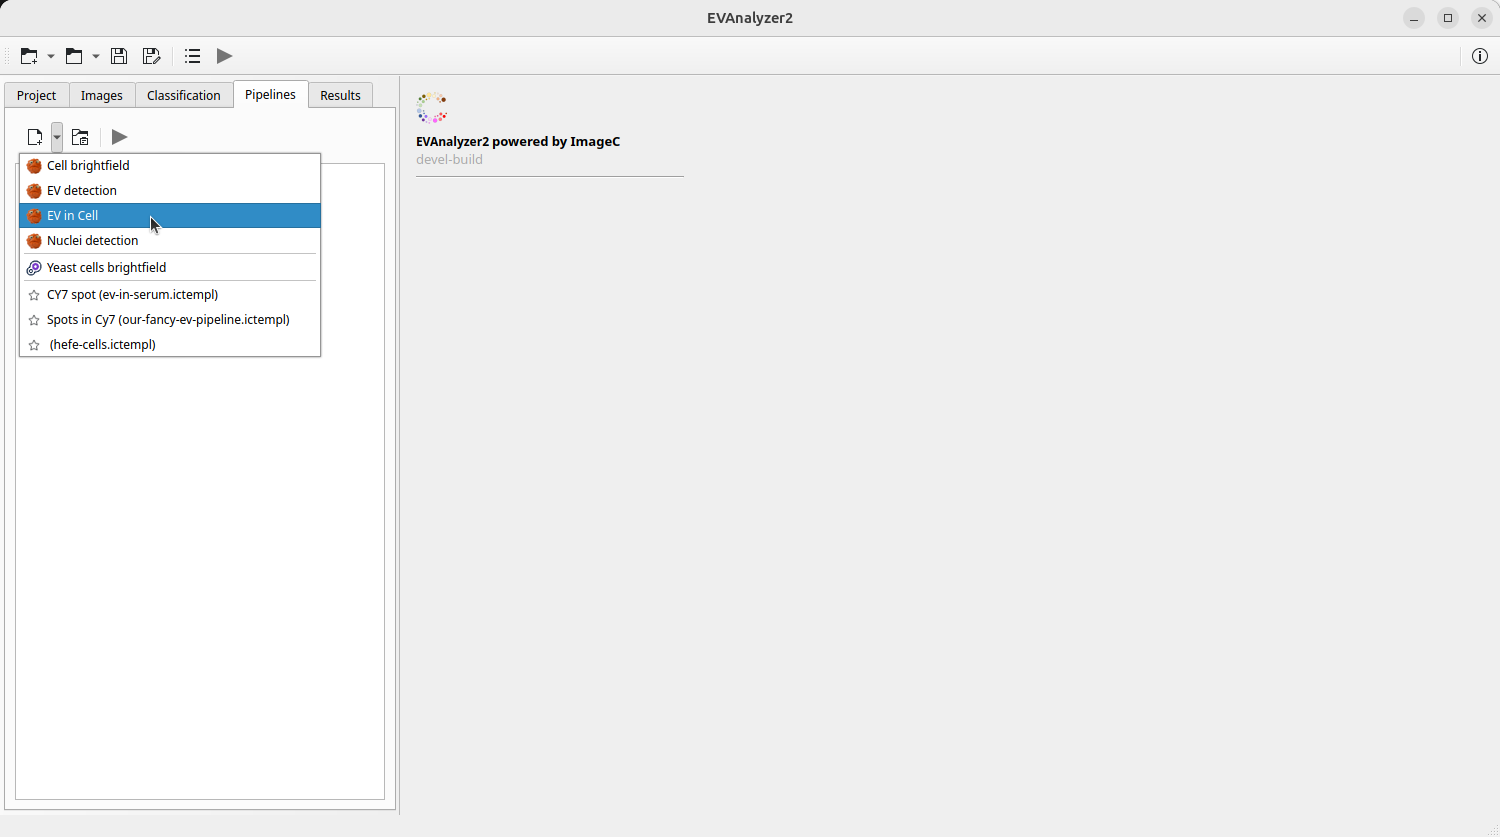 EVAnalyzer2
Project Images Classification Pipelines Results
Cell brightfield
EV detection
EV in Cell
Nuclei detection
Yeast cells brightfield
CY7 spot (ev-in-serum.ictempl)
Spots in Cy7 (our-fancy-ev-pipeline.ictempl)
(hefe-cells.ictempl)
EVAnalyzer2 powered by ImageC
devel-build